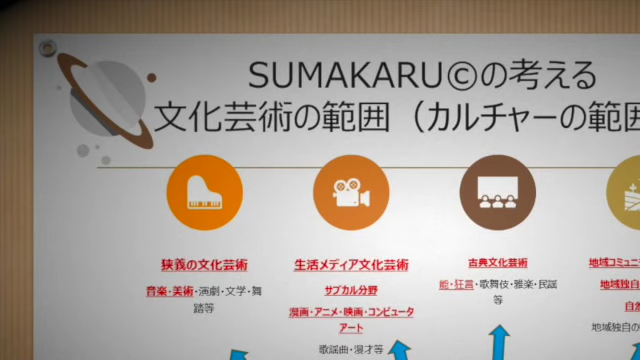 SUMAKARU©の考える
文化芸術の範囲（カルチャーの範囲
狭義の文化芸術
音楽・美術・演劇・文学・舞
踏等
生活メディア文化芸術
サブカル分野
漫画・アニメ・映画・コンピュータ
アート
歌謡曲・漫才等
古典文化芸術
能・狂言・歌舞伎・雅楽・民謡
等
地域コミュニ
地域独自
地域独自の